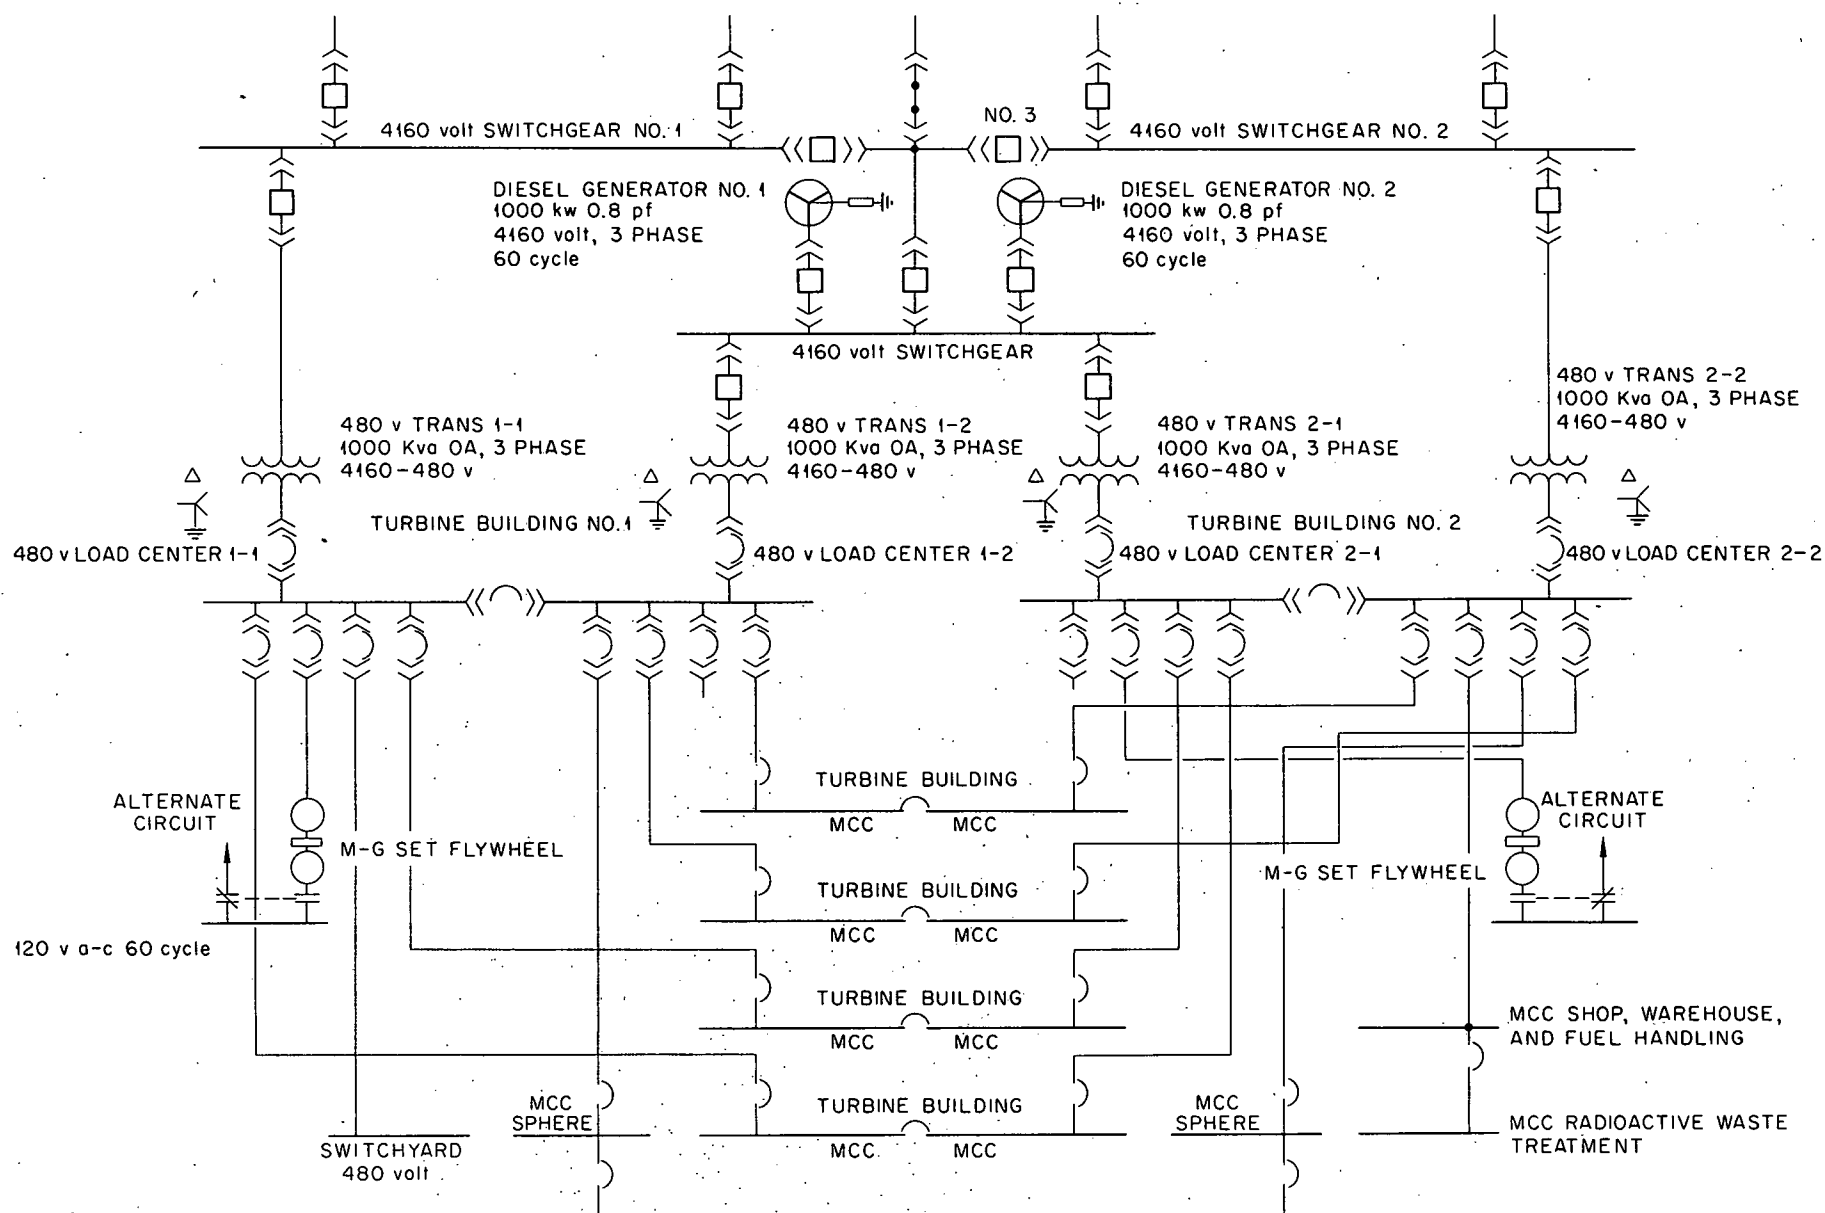 NO. 3
4160 volt SWITCHGEAR NO. 1
4160 volt SWITCHGEAR NO. 2
DIESEL GENERATOR NO. 1
1000 kw 0.8 pf
4160 volt, 3 PHASE
60 cycle
DIESEL GENERATOR NO. 2
1000 kw 0.8 pf
4160 volt, 3 PHASE
60 cycle
4160 volt SWITCHGEAR
480 v TRANS 1-1
1000 Kva OA, 3 PHASE
4160-480 v
480 v TRANS 1-2
1000 Kva OA, 3 PHASE
4160-480 v
480 v TRANS 2-1
1000 Kva OA, 3 PHASE
4160-480 v
480 v TRANS 2-2
1000 Kva OA, 3 PHASE
4160-480 v
TURBINE BUILDING NO. 1
TURBINE BUILDING NO. 2
480 v LOAD CENTER 1-1
480 v LOAD CENTER 1-2
480 v LOAD CENTER 2-1
480 v LOAD CENTER 2-2
TURBINE BUILDING
MCC MCC
ALTERNATE
CIRCUIT
M-G SET FLYWHEEL
ALTERNATE
CIRCUIT
M-G SET FLYWHEEL
TURBINE BUILDING
MCC MCC
120 v a-c 60 cycle
TURBINE BUILDING
MCC MCC
MCC SHOP, WAREHOUSE,
AND FUEL HANDLING
MCC
SPHERE
TURBINE BUILDING
MCC MCC
MCC
SPHERE
MCC RADIOACTIVE WASTE
TREATMENT
SWITCHYARD
480 volt